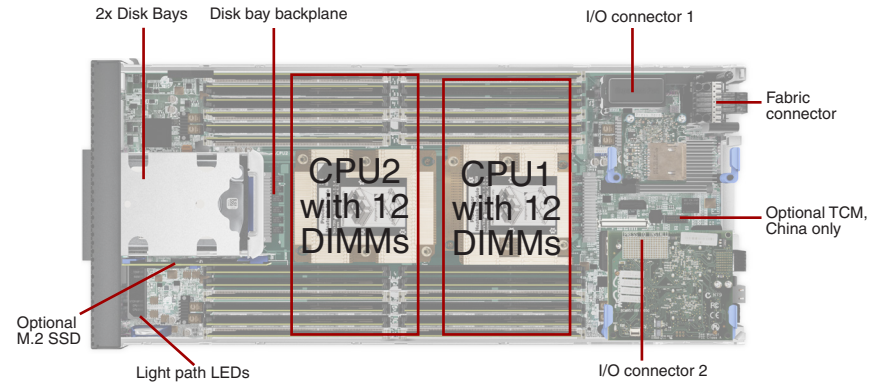 2x Disk Bays
Disk bay backplane
I/O connector 1
Fabric
connector
CPU2
with 12
DIMMs
CPU1
with 12
DIMMs
Optional TCM,
China only
Optional
M.2 SSD
Light path LEDs
I/O connector 2